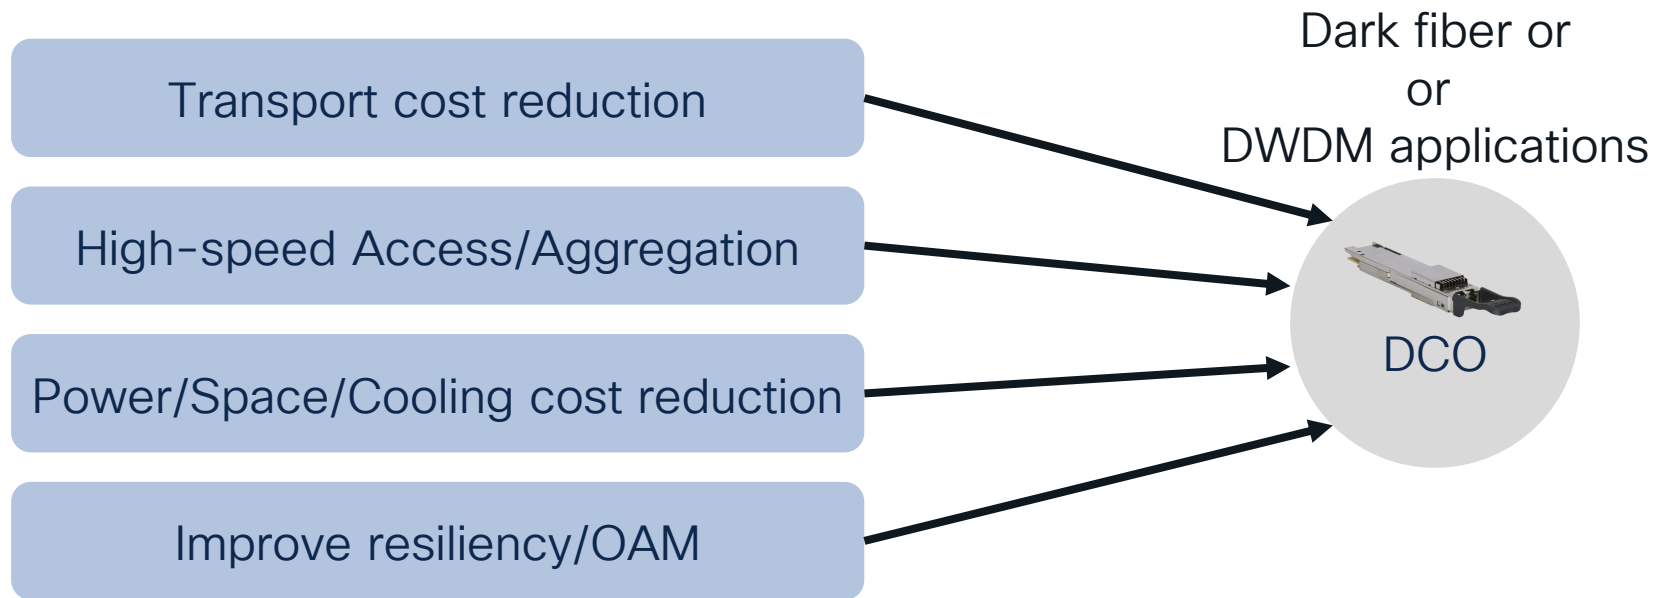 Transport cost reduction
High-speed Access/Aggregation
Power/Space/Cooling cost reduction
Improve resiliency/OAM
Dark fiber or
or
DWDM applications
DCO